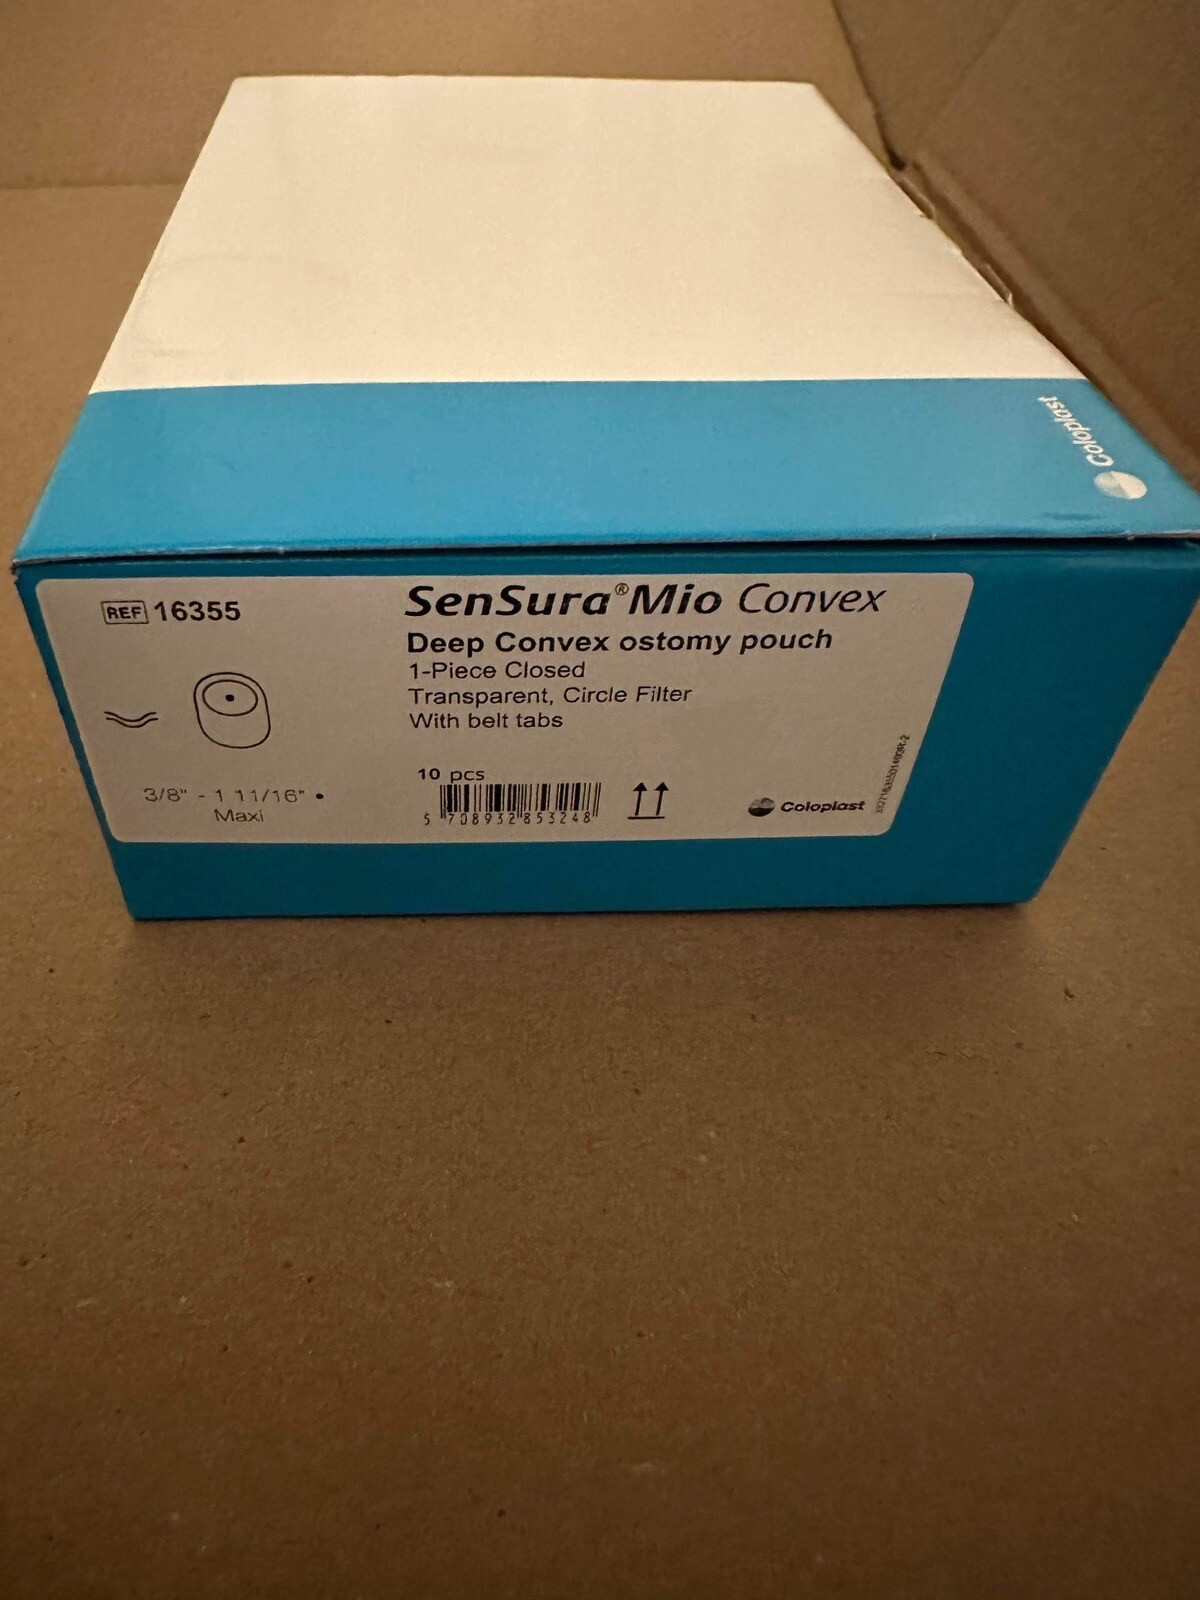 Coloplast
REF 16355
SenSura® Mio Convex
Deep Convex ostomy pouch
1-Piece Closed
Transparent, Circle Filter
With belt tabs
3/8" - 1 11/16" •
Maxi
10 pcs
5 708932 853248
Coloplast